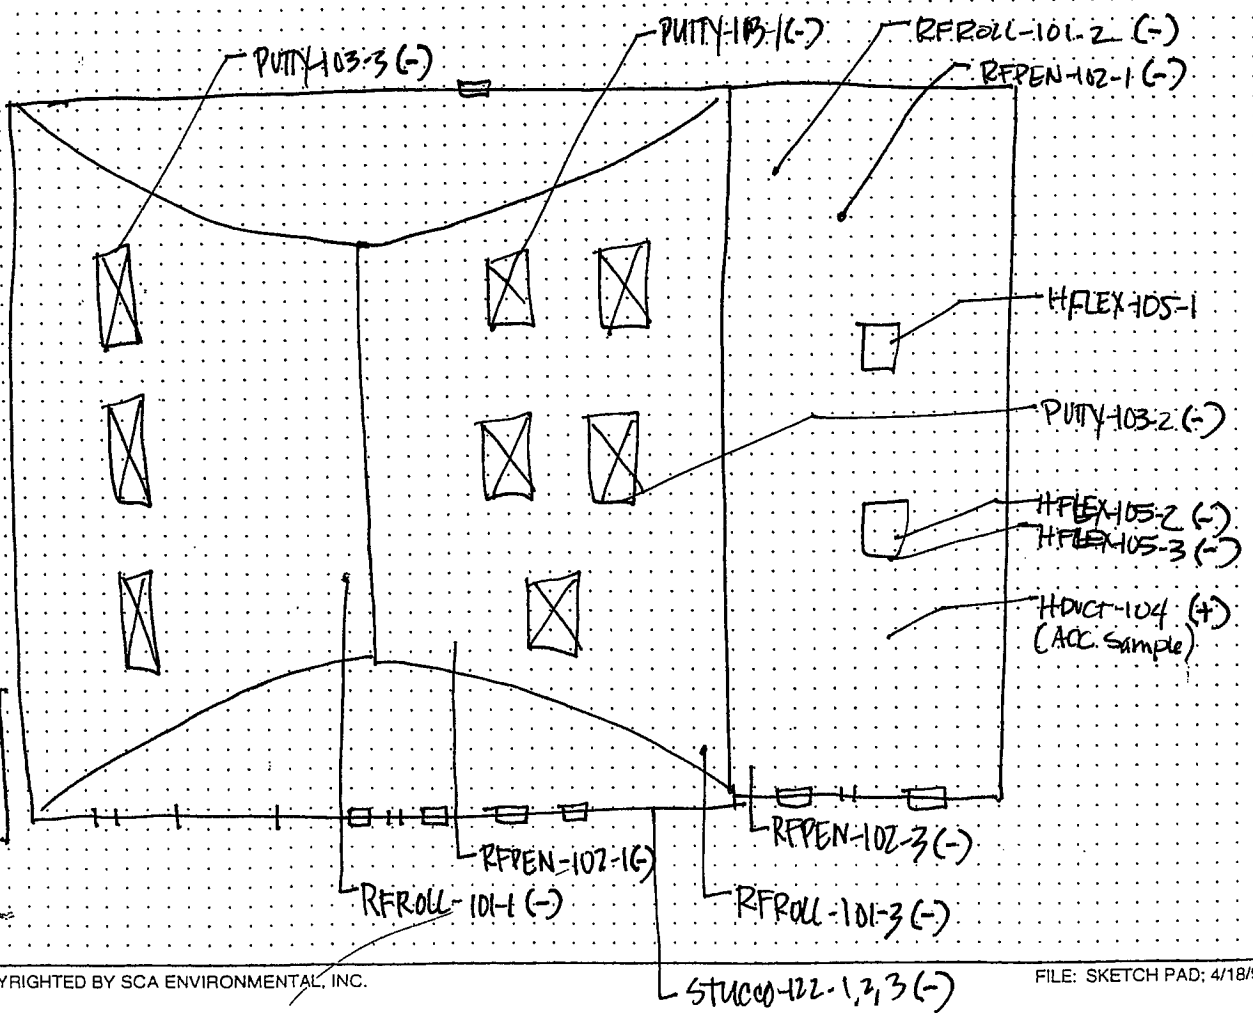 PUTTY-103-3 (-)
PUTTY-103-1 (-)
RFROLL-101-2 (-)
RFPEN-102-1 (-)
HFLEX-105-1
PUTTY-103-2 (-)
HFLEX-105-2 (-)
HFLEX-105-3 (-)
HDUCT-104 (+)
(ACC. Sample)
RFPEN-102-3 (-)
RFPEN-102-1 (-)
RFROLL-101-1 (-)
RFROLL-101-3 (-)
STUCCO-122-1,2,3 (-)
YRIGHTED BY SCA ENVIRONMENTAL, INC.
FILE: SKETCH PAD; 4/18/9